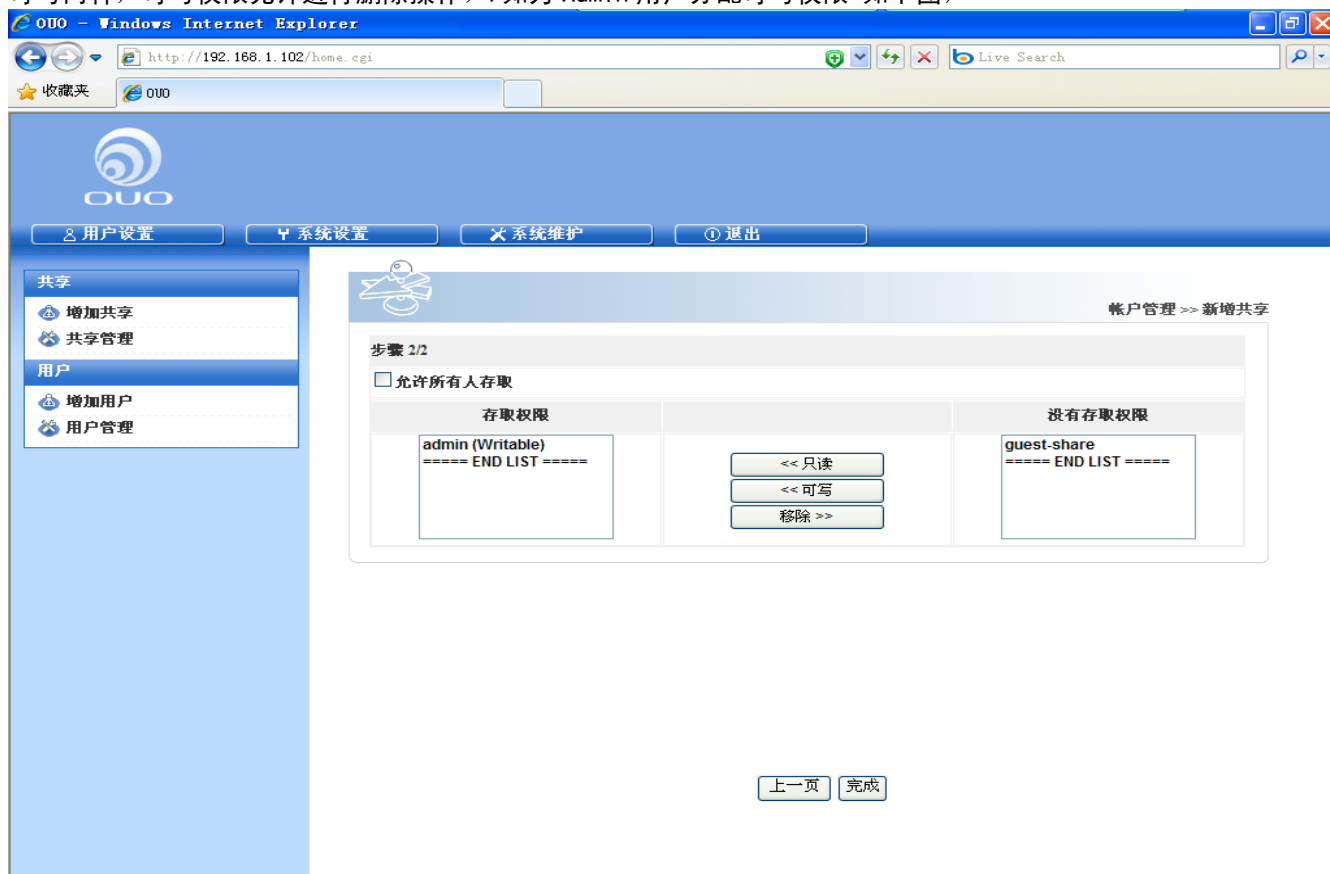 OUO - Windows Internet Explorer
http://192.168.1.102/home.cgi
Live Search
收藏夹
OUO
OUO
用户设置
系统设置
系统维护
退出
共享
增加共享
共享管理
用户
增加用户
用户管理
帐户管理 >> 新增共享
步骤 2/2
允许所有人存取
存取权限
没有存取权限
admin (Writable)
===== END LIST =====
<< 只读
<< 可写
移除 >>
guest-share
===== END LIST =====
上一页
完成